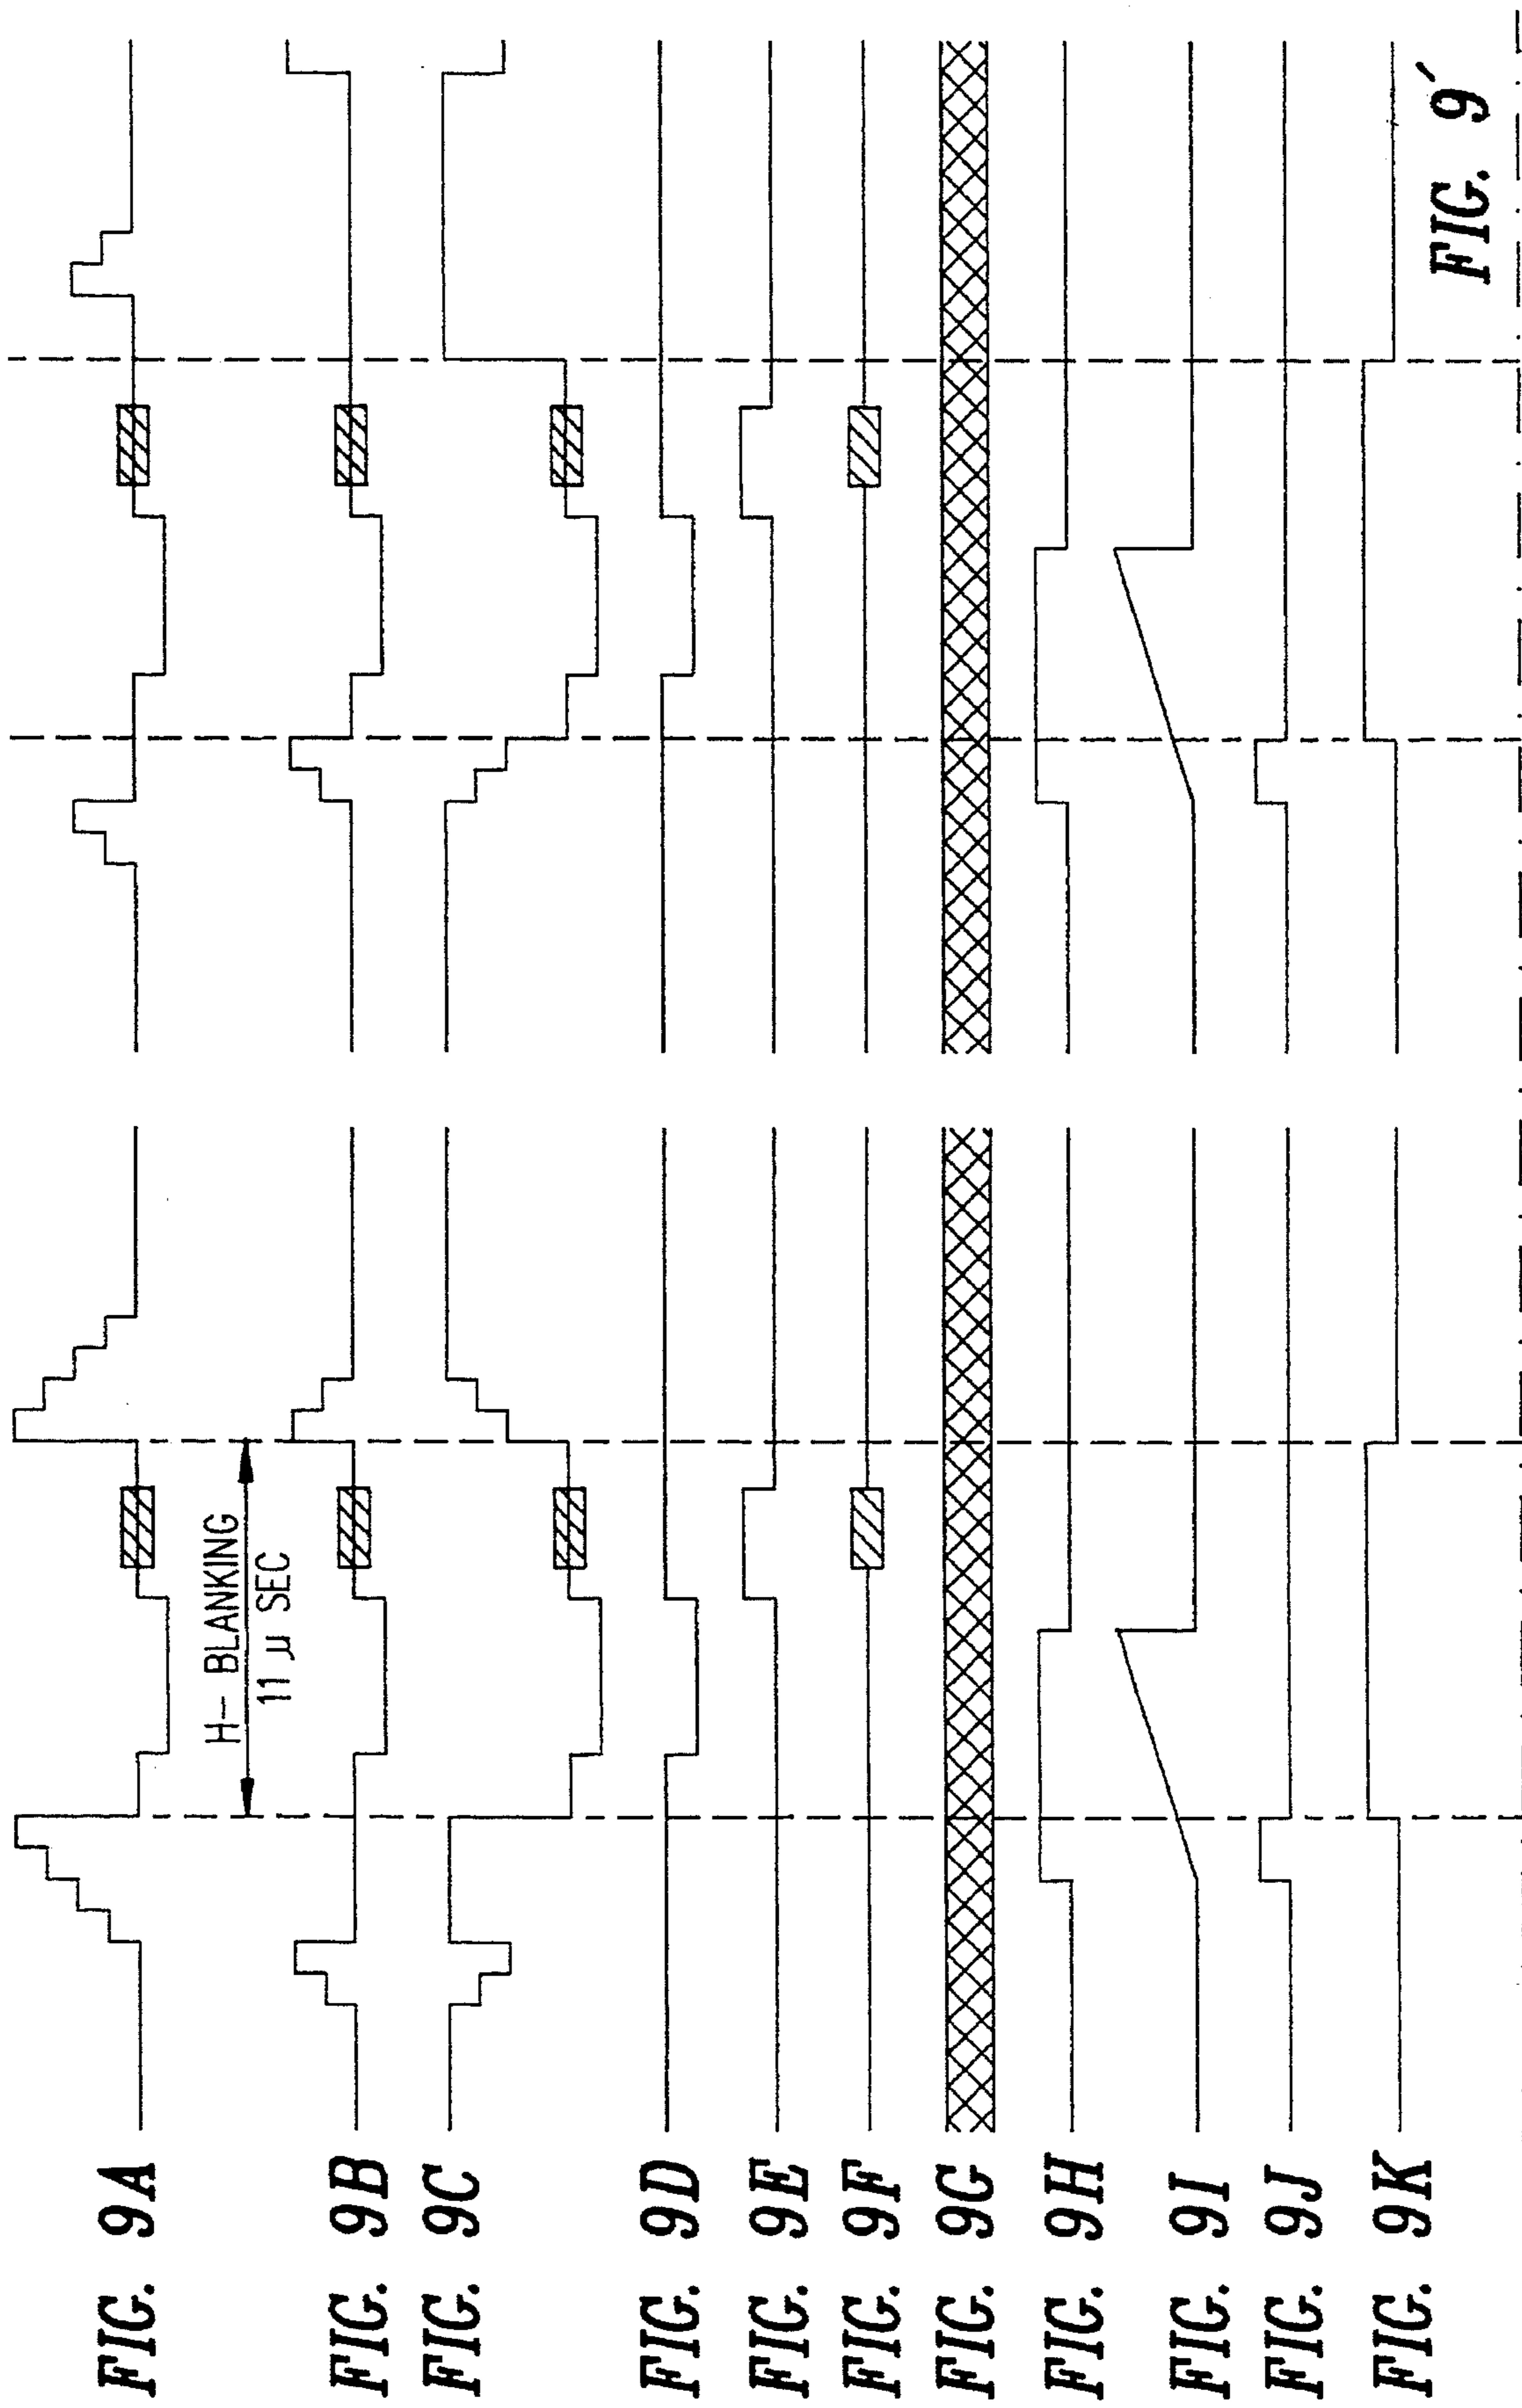 FIG. 9A
H- BLANKING
11 μ SEC
FIG. 9B
FIG. 9C
FIG. 9D
FIG. 9E
FIG. 9F
FIG. 9G
FIG. 9H
FIG. 9I
FIG. 9J
FIG. 9K
FIG. 9´